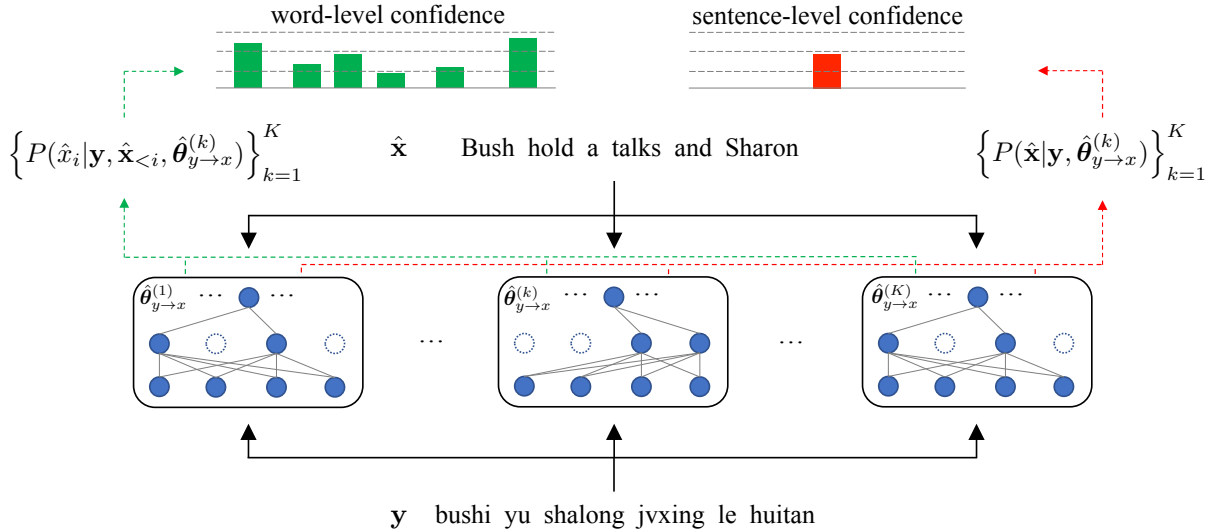 word-level confidence sentence-level confidence
{P(x̂_i|y, x̂_{<i}, θ̂^{(k)}_{y→x})}^K_{k=1} x̂ Bush hold a talks and Sharon {P(x̂|y, θ̂^{(k)}_{y→x})}^K_{k=1}
θ̂^{(1)}_{y→x} ... ... θ̂^{(k)}_{y→x} ... ... θ̂^{(K)}_{y→x} ... ...
... ...
y bushi yu shalong jvxing le huitan